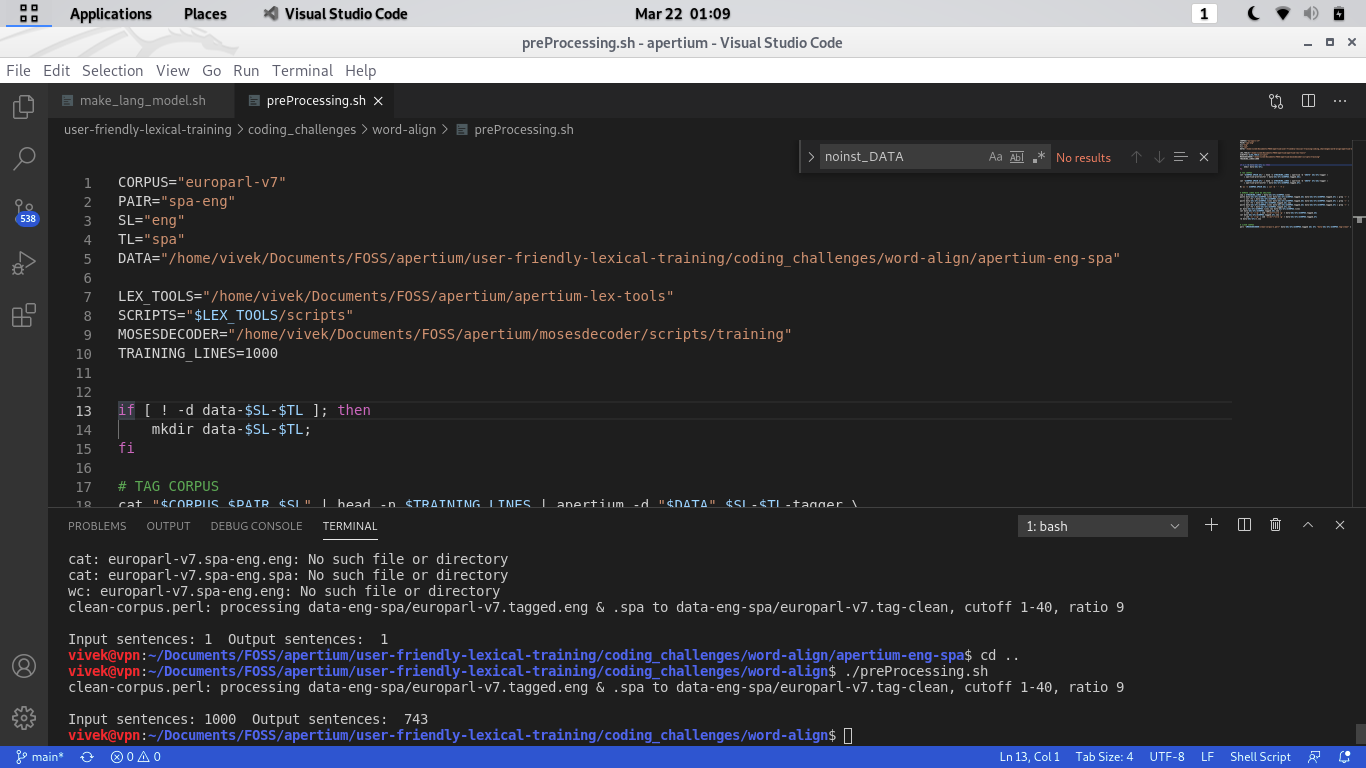 Applications Places Visual Studio Code Mar 22 01:09 1
preProcessing.sh - apertium - Visual Studio Code
File Edit Selection View Go Run Terminal Help
make_lang_model.sh preProcessing.sh
user-friendly-lexical-training > coding_challenges > word-align > preProcessing.sh
noinst_DATA Aa Abl .* No results
1 CORPUS="europarl-v7"
2 PAIR="spa-eng"
3 SL="eng"
4 TL="spa"
5 DATA="/home/vivek/Documents/FOSS/apertium/user-friendly-lexical-training/coding_challenges/word-align/apertium-eng-spa"
6
7 LEX_TOOLS="/home/vivek/Documents/FOSS/apertium/apertium-lex-tools"
8 SCRIPTS="$LEX_TOOLS/scripts"
9 MOSESDECODER="/home/vivek/Documents/FOSS/apertium/mosesdecoder/scripts/training"
10 TRAINING_LINES=1000
11
12
13 if [ ! -d data-$SL-$TL ]; then
14 mkdir data-$SL-$TL;
15 fi
16
17 # TAG CORPUS
18 cat "$CORPUS.$PAIR.$SL" | head -n $TRAINING_LINES | apertium -d "$DATA" $SL-$TL-tagger \
538
PROBLEMS OUTPUT DEBUG CONSOLE TERMINAL 1: bash
cat: europarl-v7.spa-eng.eng: No such file or directory
cat: europarl-v7.spa-eng.spa: No such file or directory
wc: europarl-v7.spa-eng.eng: No such file or directory
clean-corpus.perl: processing data-eng-spa/europarl-v7.tagged.eng & .spa to data-eng-spa/europarl-v7.tag-clean, cutoff 1-40, ratio 9
Input sentences: 1 Output sentences: 1
vivek@vpn:~/Documents/FOSS/apertium/user-friendly-lexical-training/coding_challenges/word-align/apertium-eng-spa$ cd ..
vivek@vpn:~/Documents/FOSS/apertium/user-friendly-lexical-training/coding_challenges/word-align$ ./preProcessing.sh
clean-corpus.perl: processing data-eng-spa/europarl-v7.tagged.eng & .spa to data-eng-spa/europarl-v7.tag-clean, cutoff 1-40, ratio 9
Input sentences: 1000 Output sentences: 743
vivek@vpn:~/Documents/FOSS/apertium/user-friendly-lexical-training/coding_challenges/word-align$
main* 0 0 Ln 13, Col 1 Tab Size: 4 UTF-8 LF Shell Script